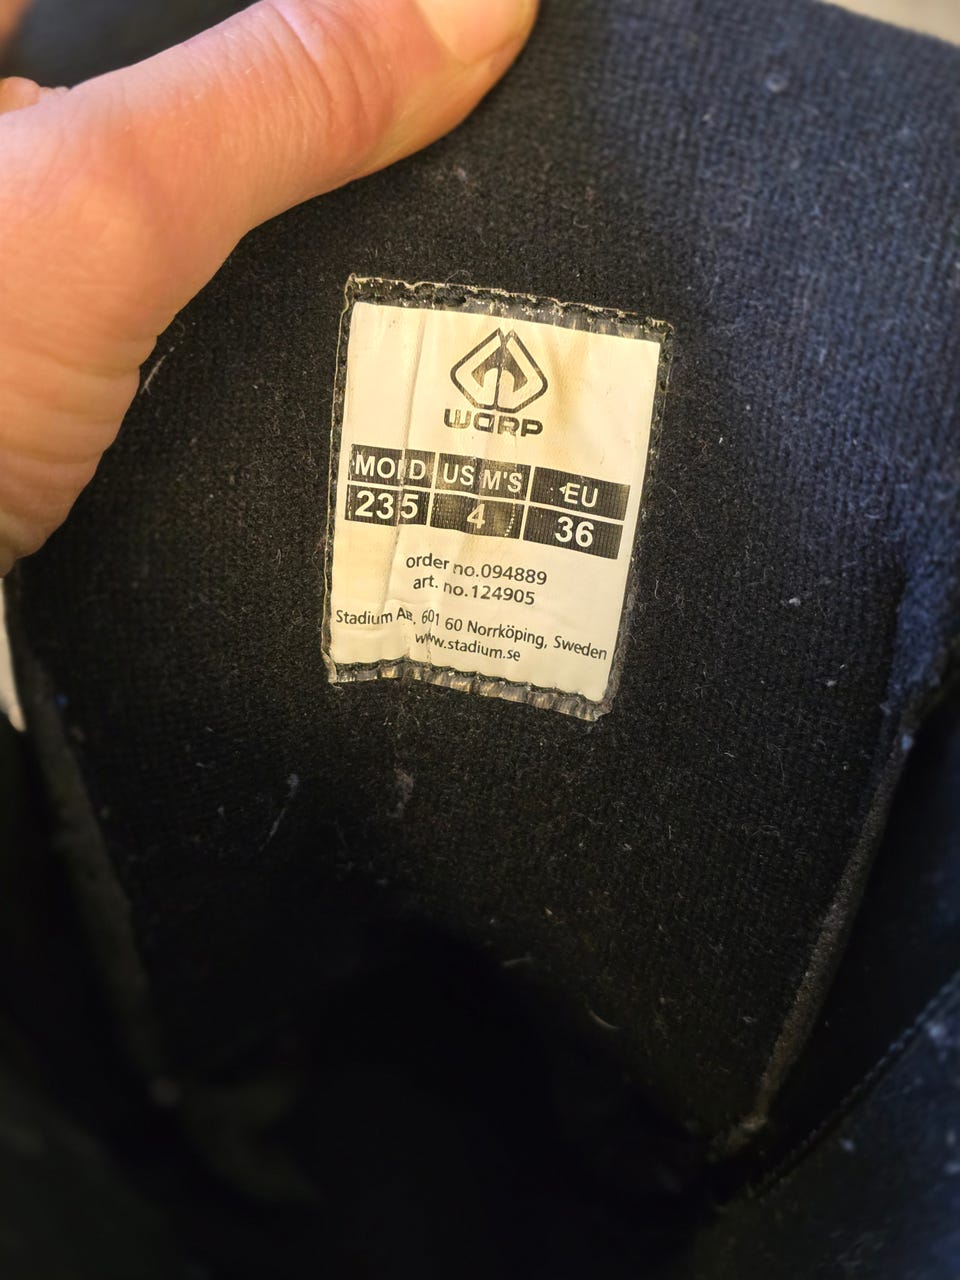 WARP
MOLD US M'S EU
235 4 36
order no.094889
art. no.124905
Stadium AB, 601 60 Norrköping, Sweden
www.stadium.se